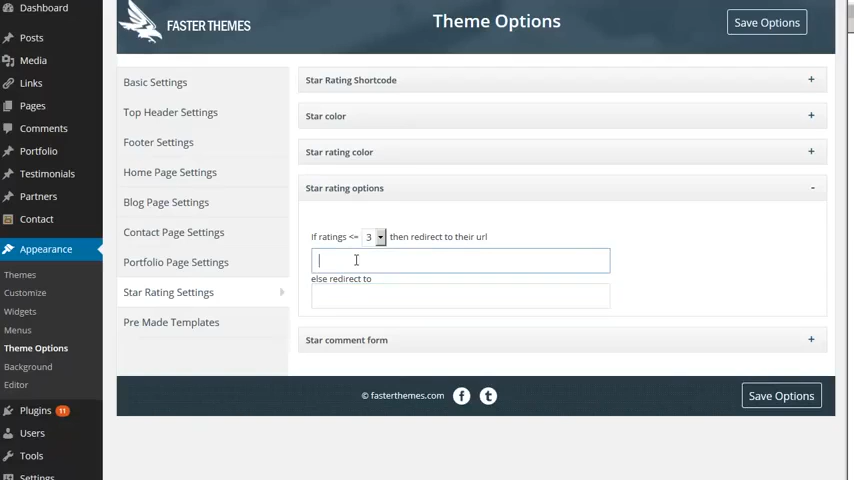 Dashboard
Posts
Media
Links
Pages
Comments
Portfolio
Testimonials
Partners
Contact
Appearance
Themes
Customize
Widgets
Menus
Theme Options
Background
Editor
Plugins 11
Users
Tools
Settings
FASTER THEMES
Theme Options
Save Options
Basic Settings
Top Header Settings
Footer Settings
Home Page Settings
Blog Page Settings
Contact Page Settings
Portfolio Page Settings
Star Rating Settings
Pre Made Templates
Star Rating Shortcode +
Star color +
Star rating color +
Star rating options -
If ratings <= 3 then redirect to their url
else redirect to
Star comment form +
© fasterthemes.com f t
Save Options